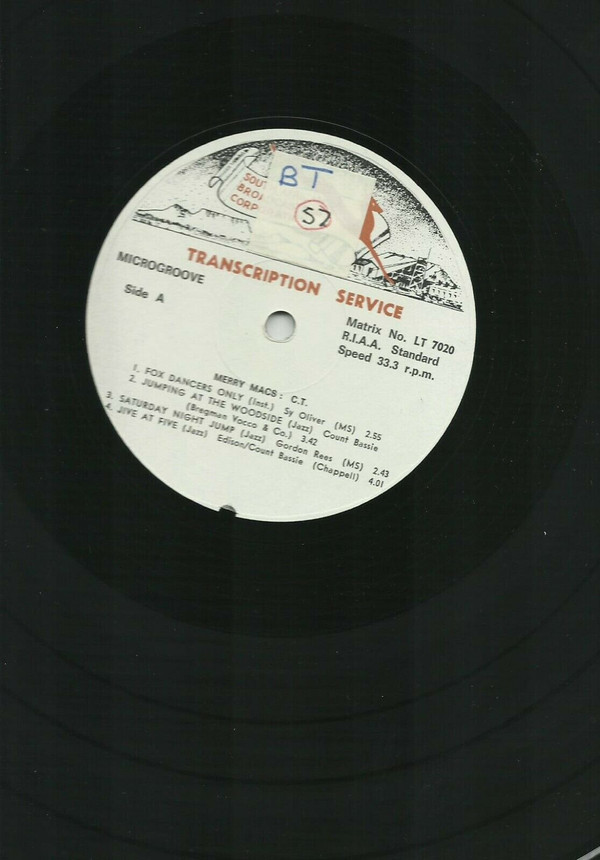 BT
52
SOU
BROA
CORP
TRANSCRIPTION SERVICE
MICROGROOVE
Side A
Matrix No. LT 7020
R.I.A.A. Standard
Speed 33.3 r.p.m.
MERRY MACS: C.T.
1. FOX DANCERS ONLY (Inst.) Sy Oliver (MS) 2.55
2. JUMPING AT THE WOODSIDE (Jazz) Count Bassie
(Bregman Vocco & Co.) 3.42
3. SATURDAY NIGHT JUMP (Jazz) Gordon Rees (MS) 2.43
4. JIVE AT FIVE (Jazz) Edison/Count Bassie (Chappell) 4.01